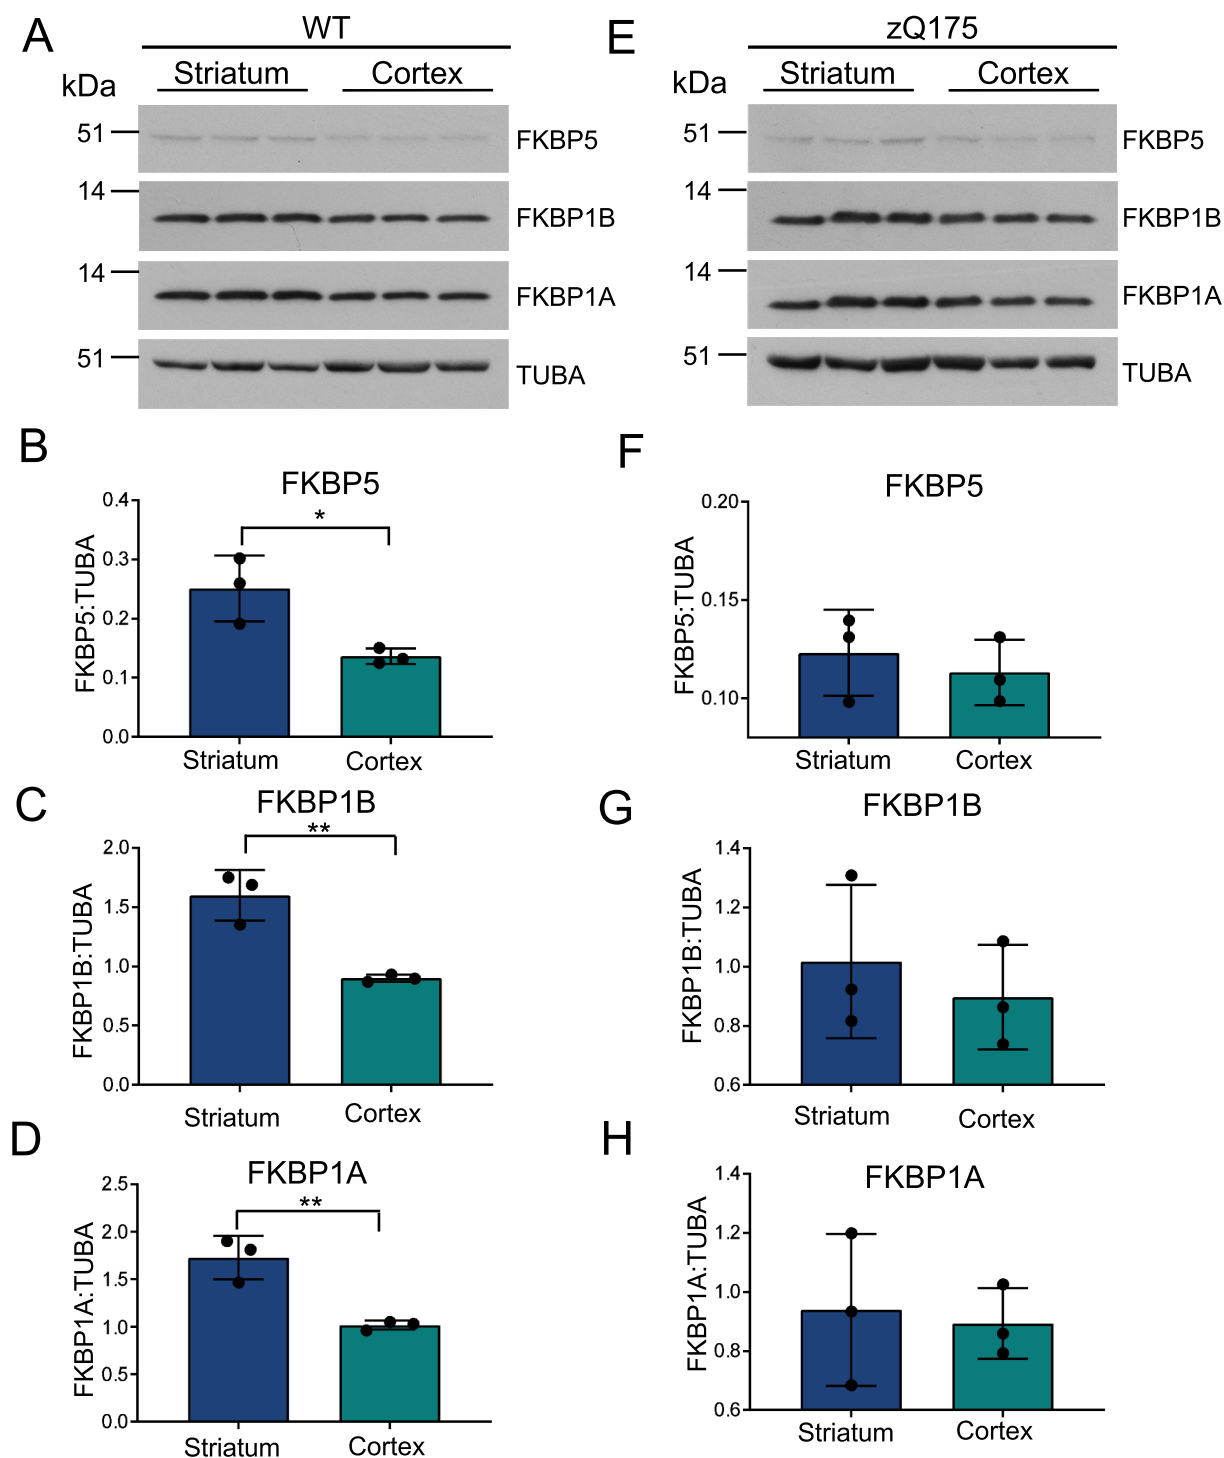 A
WT
Striatum Cortex
kDa
51 FKBP5
14 FKBP1B
14 FKBP1A
51 TUBA
E
zQ175
Striatum Cortex
kDa
51 FKBP5
14 FKBP1B
14 FKBP1A
51 TUBA
B
FKBP5
*
FKBP5:TUBA
0.4
0.3
0.2
0.1
0.0
Striatum Cortex
F
FKBP5
FKBP5:TUBA
0.20
0.15
0.10
Striatum Cortex
C
FKBP1B
**
FKBP1B:TUBA
2.0
1.5
1.0
0.5
0.0
Striatum Cortex
G
FKBP1B
FKBP1B:TUBA
1.4
1.2
1.0
0.8
0.6
Striatum Cortex
D
FKBP1A
**
FKBP1A:TUBA
2.5
2.0
1.5
1.0
0.5
0.0
Striatum Cortex
H
FKBP1A
FKBP1A:TUBA
1.4
1.2
1.0
0.8
0.6
Striatum Cortex